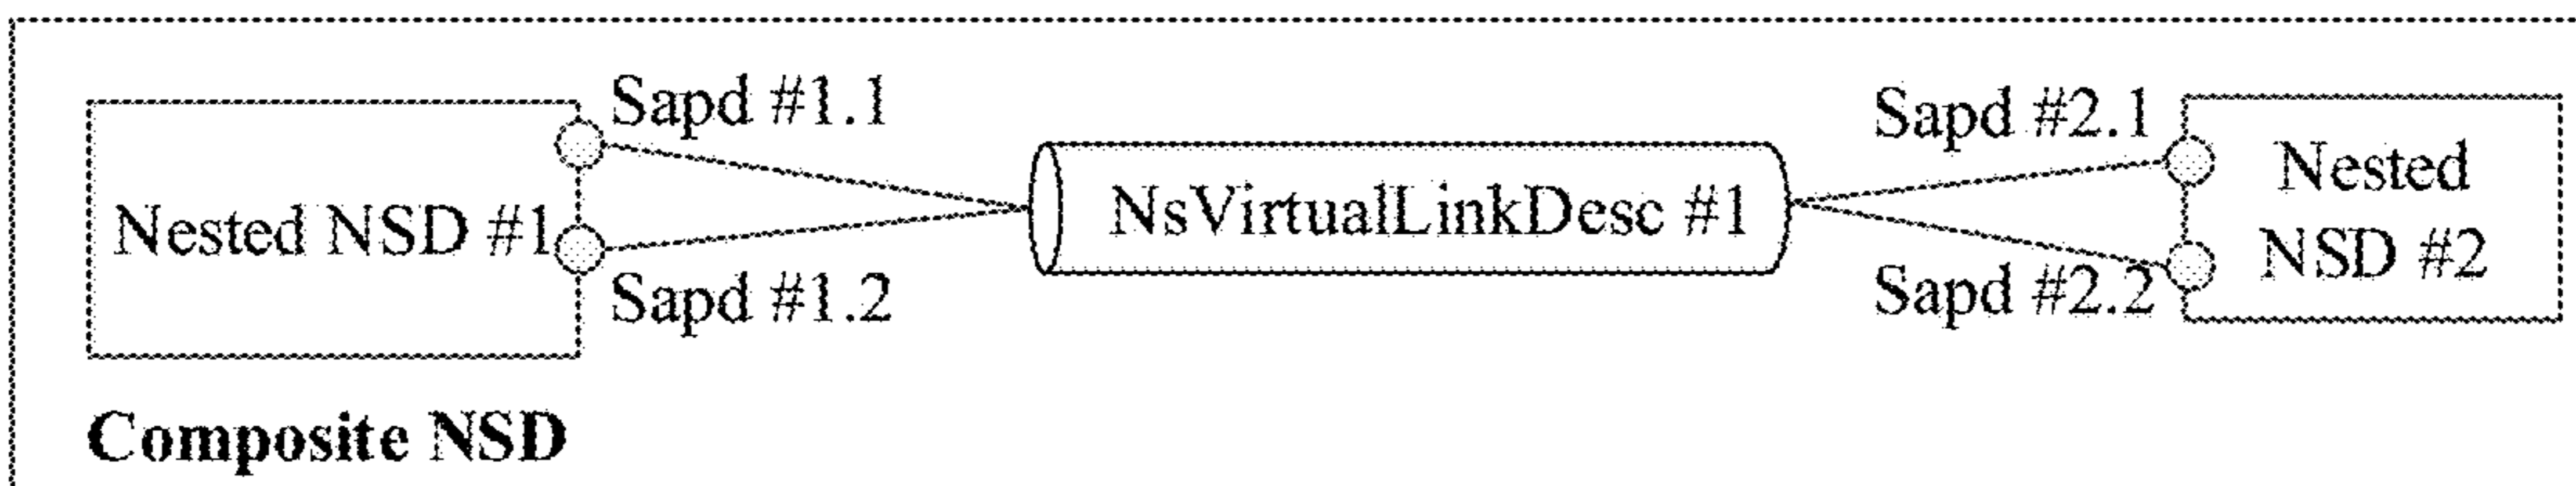 Sapd #1.1
Nested NSD #1
Sapd #1.2
NsVirtualLinkDesc #1
Sapd #2.1
Sapd #2.2
Nested
NSD #2
Composite NSD